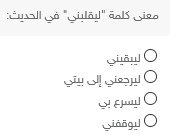 معنى كلمة "ليقلبني" في الحديث:
ليبقيني
ليرجعني إلى بيتي
ليسرع بي
ليوقفني